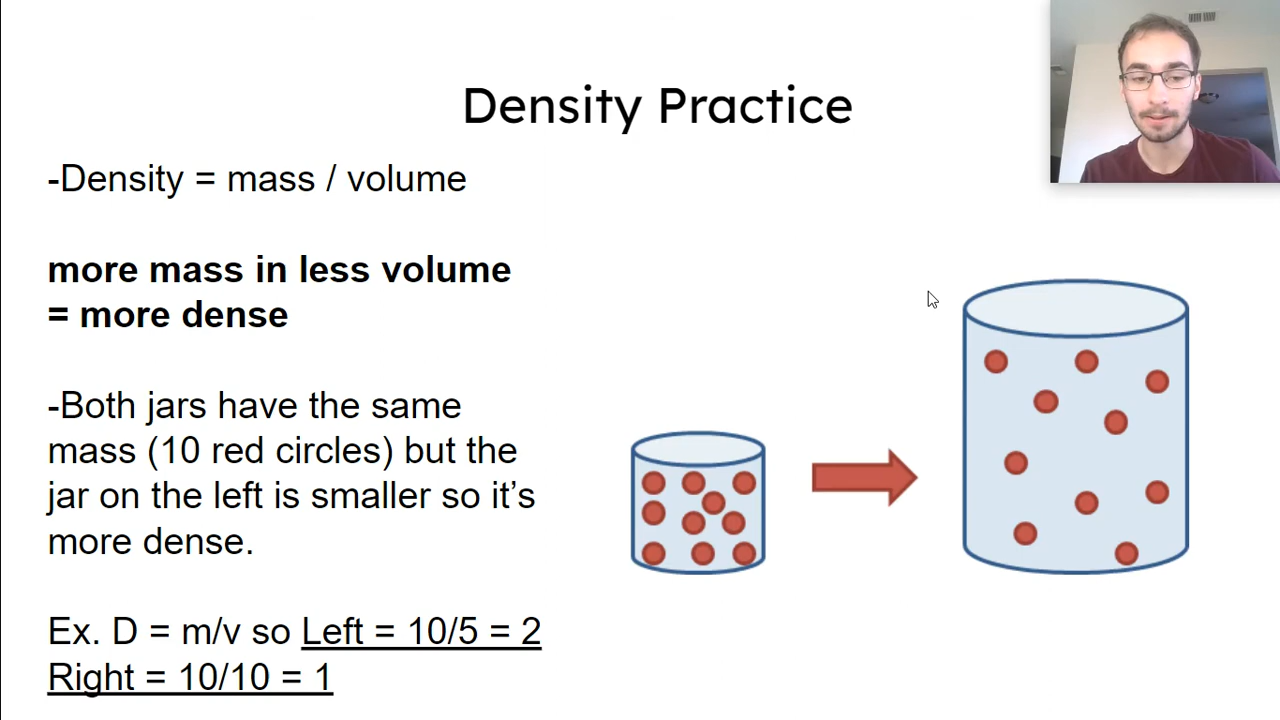 Density Practice
-Density = mass / volume
more mass in less volume
= more dense
-Both jars have the same
mass (10 red circles) but the
jar on the left is smaller so it’s
more dense.
Ex. D = m/v so Left = 10/5 = 2
Right = 10/10 = 1